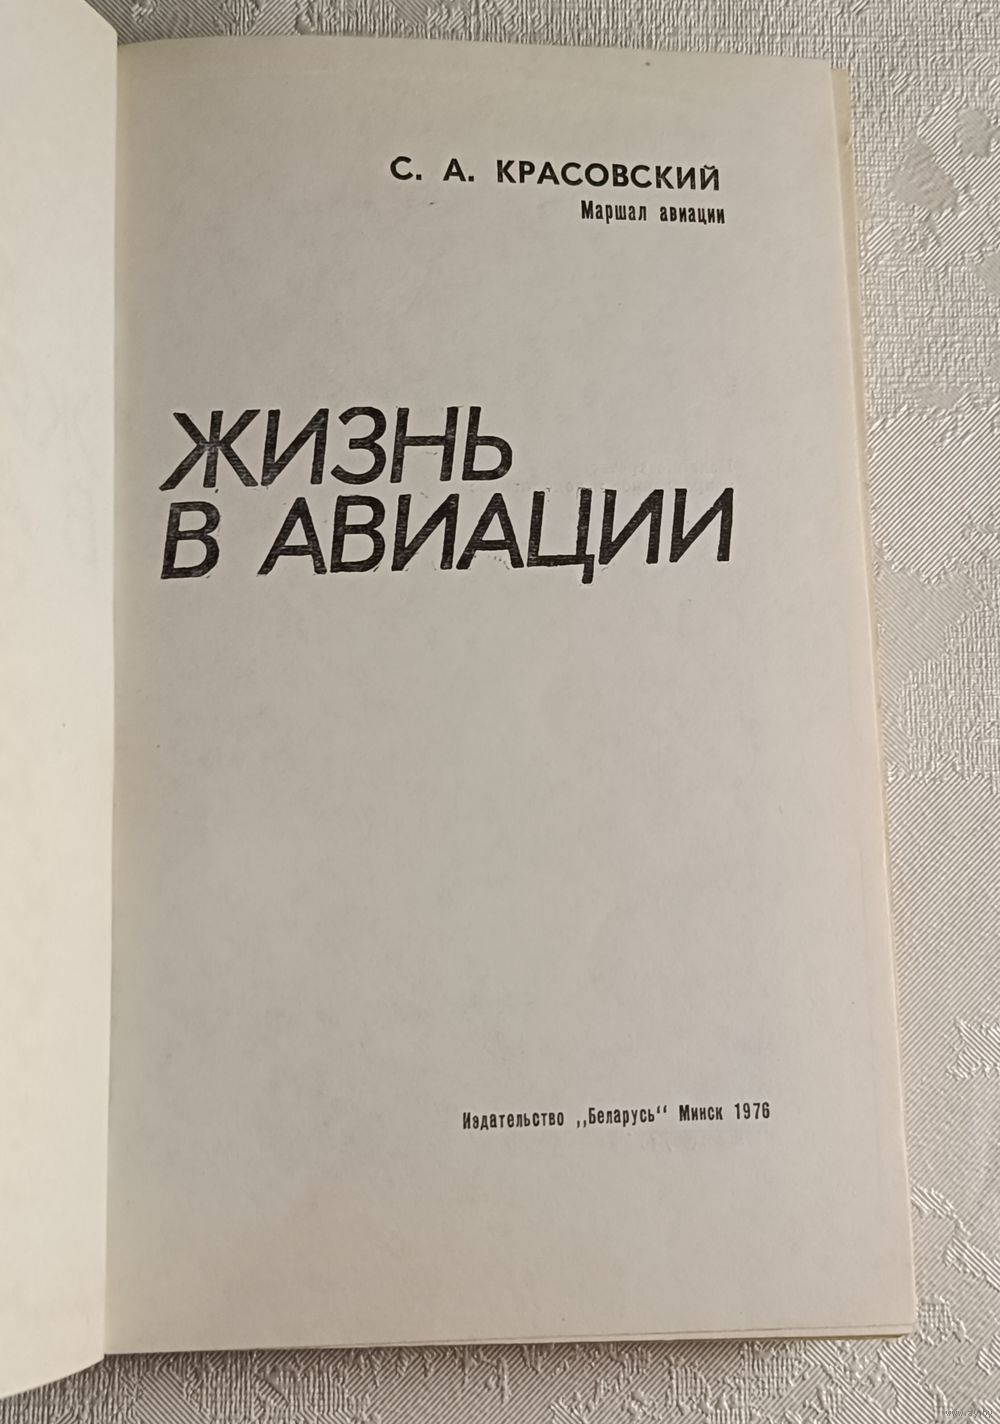 С. А. КРАСОВСКИЙ
Маршал авиации
ЖИЗНЬ
В АВИАЦИИ
Издательство „Беларусь“ Минск 1976